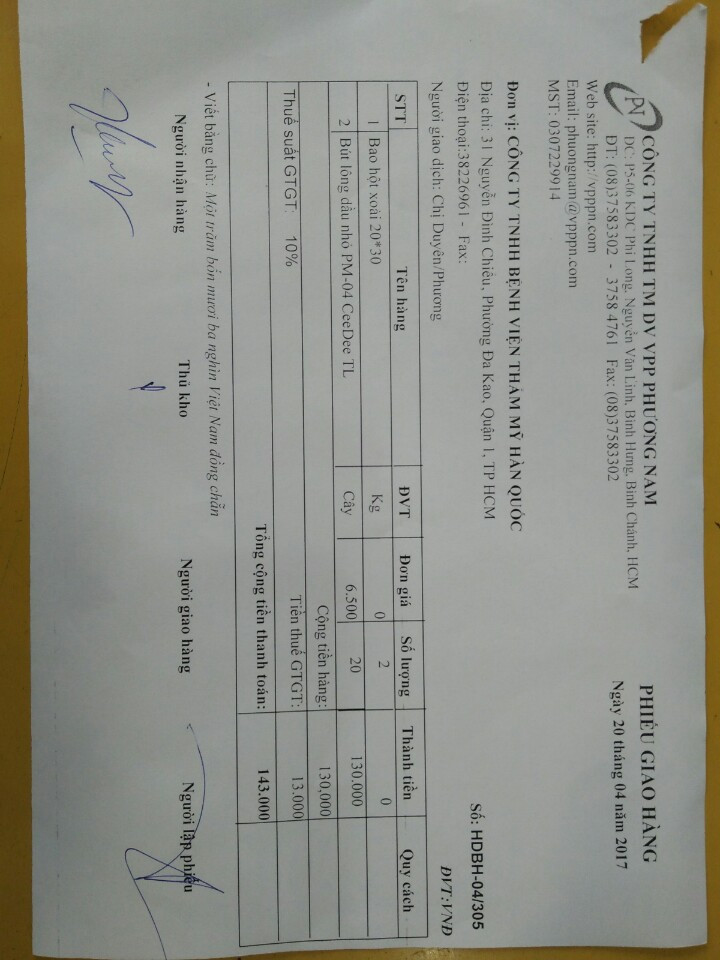 PN
CÔNG TY TNHH TM DV VPP PHƯƠNG NAM
ĐC: P5-06 KDC Phi Long, Nguyễn Văn Linh, Bình Hưng, Bình Chánh, HCM
ĐT: (08)37583302 - 3758 4761 Fax: (08)37583302
Web site: http://vpppn.com
Email: phuongnam@vpppn.com
MST: 0307229914
PHIẾU GIAO HÀNG
Ngày 20 tháng 04 năm 2017
Số: HDBH-04/305
Đơn vị: CÔNG TY TNHH BỆNH VIỆN THẨM MỸ HÀN QUỐC
Địa chỉ: 31 Nguyễn Đình Chiểu, Phường Đa Kao, Quận 1, TP HCM
Điện thoại:38226961 - Fax:
Người giao dịch: Chị Duyên/Phương
ĐVT:VNĐ
STT Tên hàng ĐVT Đơn giá Số lượng Thành tiền Quy cách
1 Bao hột xoài 20*30 Kg 0 2 0
2 Bút lông dầu nhỏ PM-04 CeeDee TL Cây 6.500 20 130.000
Cộng tiền hàng: 130,000
Thuế suất GTGT: 10% Tiền thuế GTGT: 13.000
Tổng cộng tiền thanh toán: 143.000
- Viết bằng chữ: Một trăm bốn mươi ba nghìn Việt Nam đồng chẵn
Người nhận hàng Thủ kho Người giao hàng Người lập phiếu